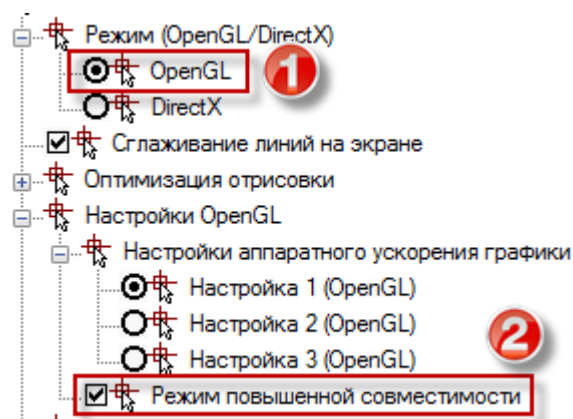 Режим (OpenGL/DirectX)
OpenGL
1
DirectX
Сглаживание линий на экране
Оптимизация отрисовки
Настройки OpenGL
Настройки аппаратного ускорения графики
Настройка 1 (OpenGL)
Настройка 2 (OpenGL)
2
Настройка 3 (OpenGL)
Режим повышенной совместимости